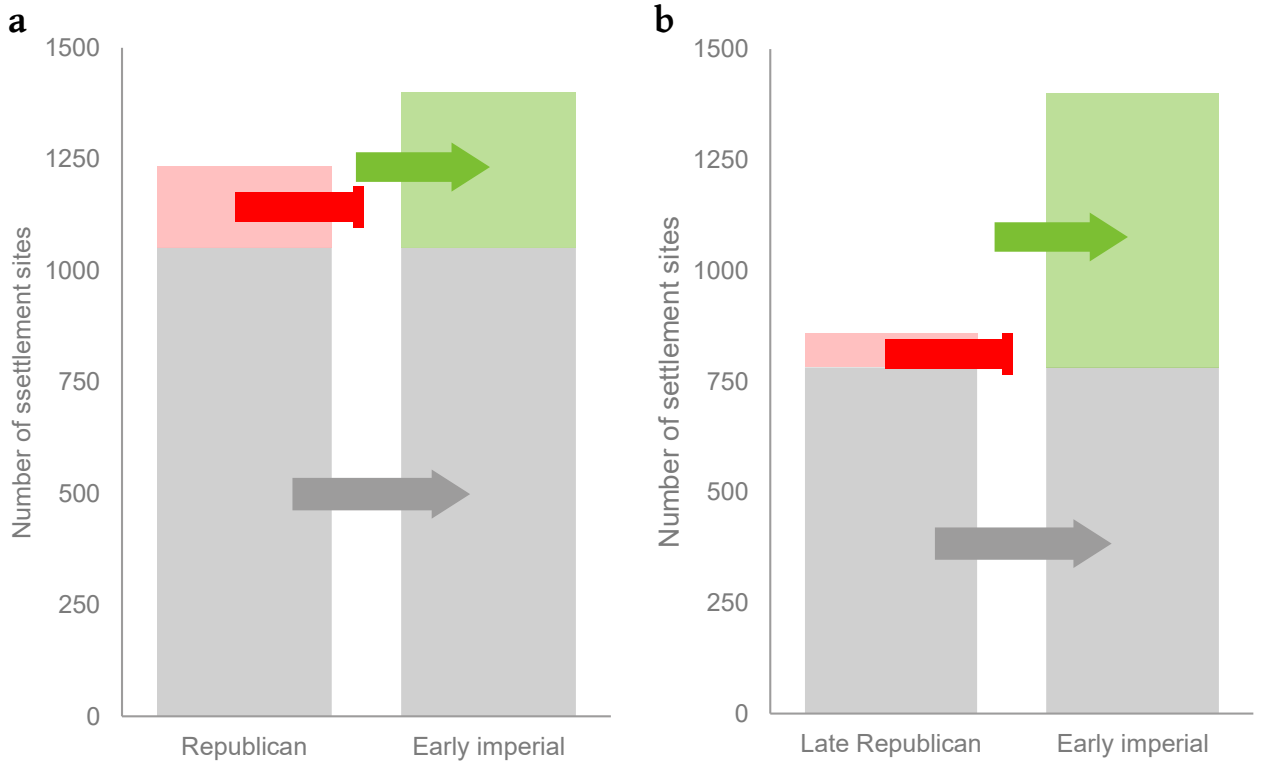 a
Number of ssettlement sites
1500
1250
1000
750
500
250
0
Republican
Early imperial
b
Number of settlement sites
1500
1250
1000
750
500
250
0
Late Republican
Early imperial